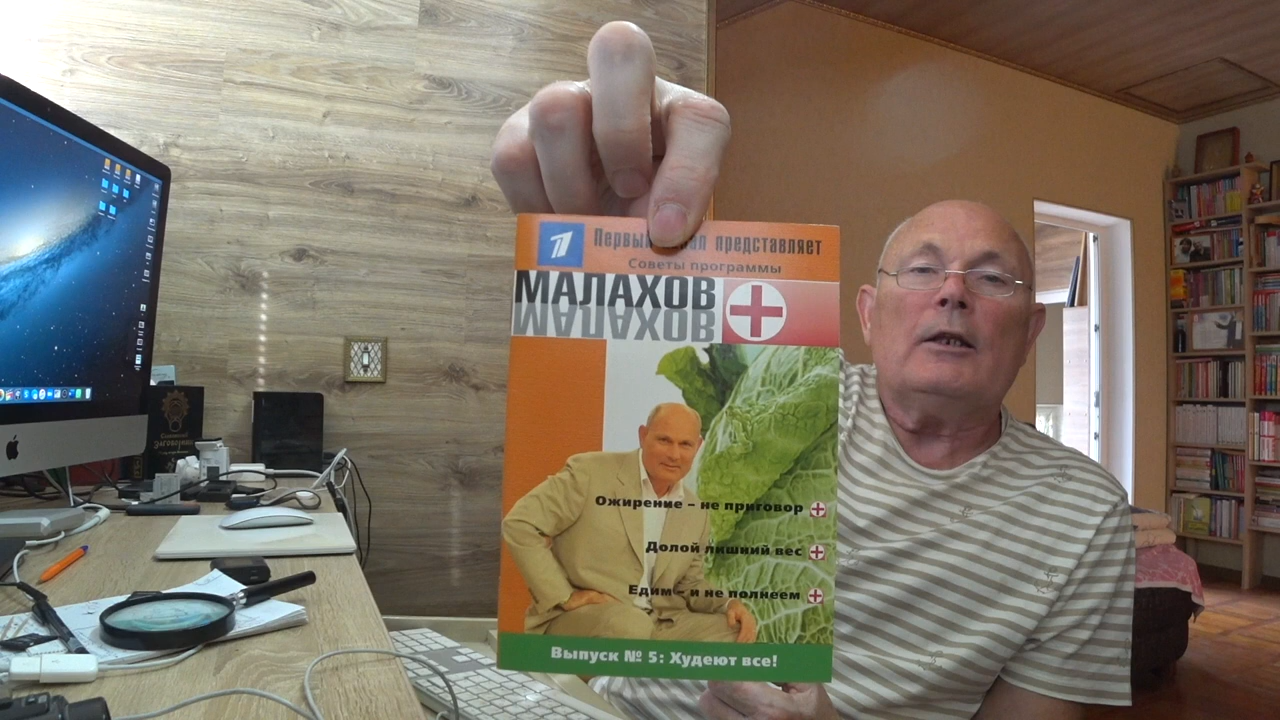 Первый канал представляет
Советы программы
МАЛАХОВ
МАЛАХОВ
Ожирение – не приговор
Долой лишний вес
Едим – и не полнеем
Выпуск № 5: Худеют все!